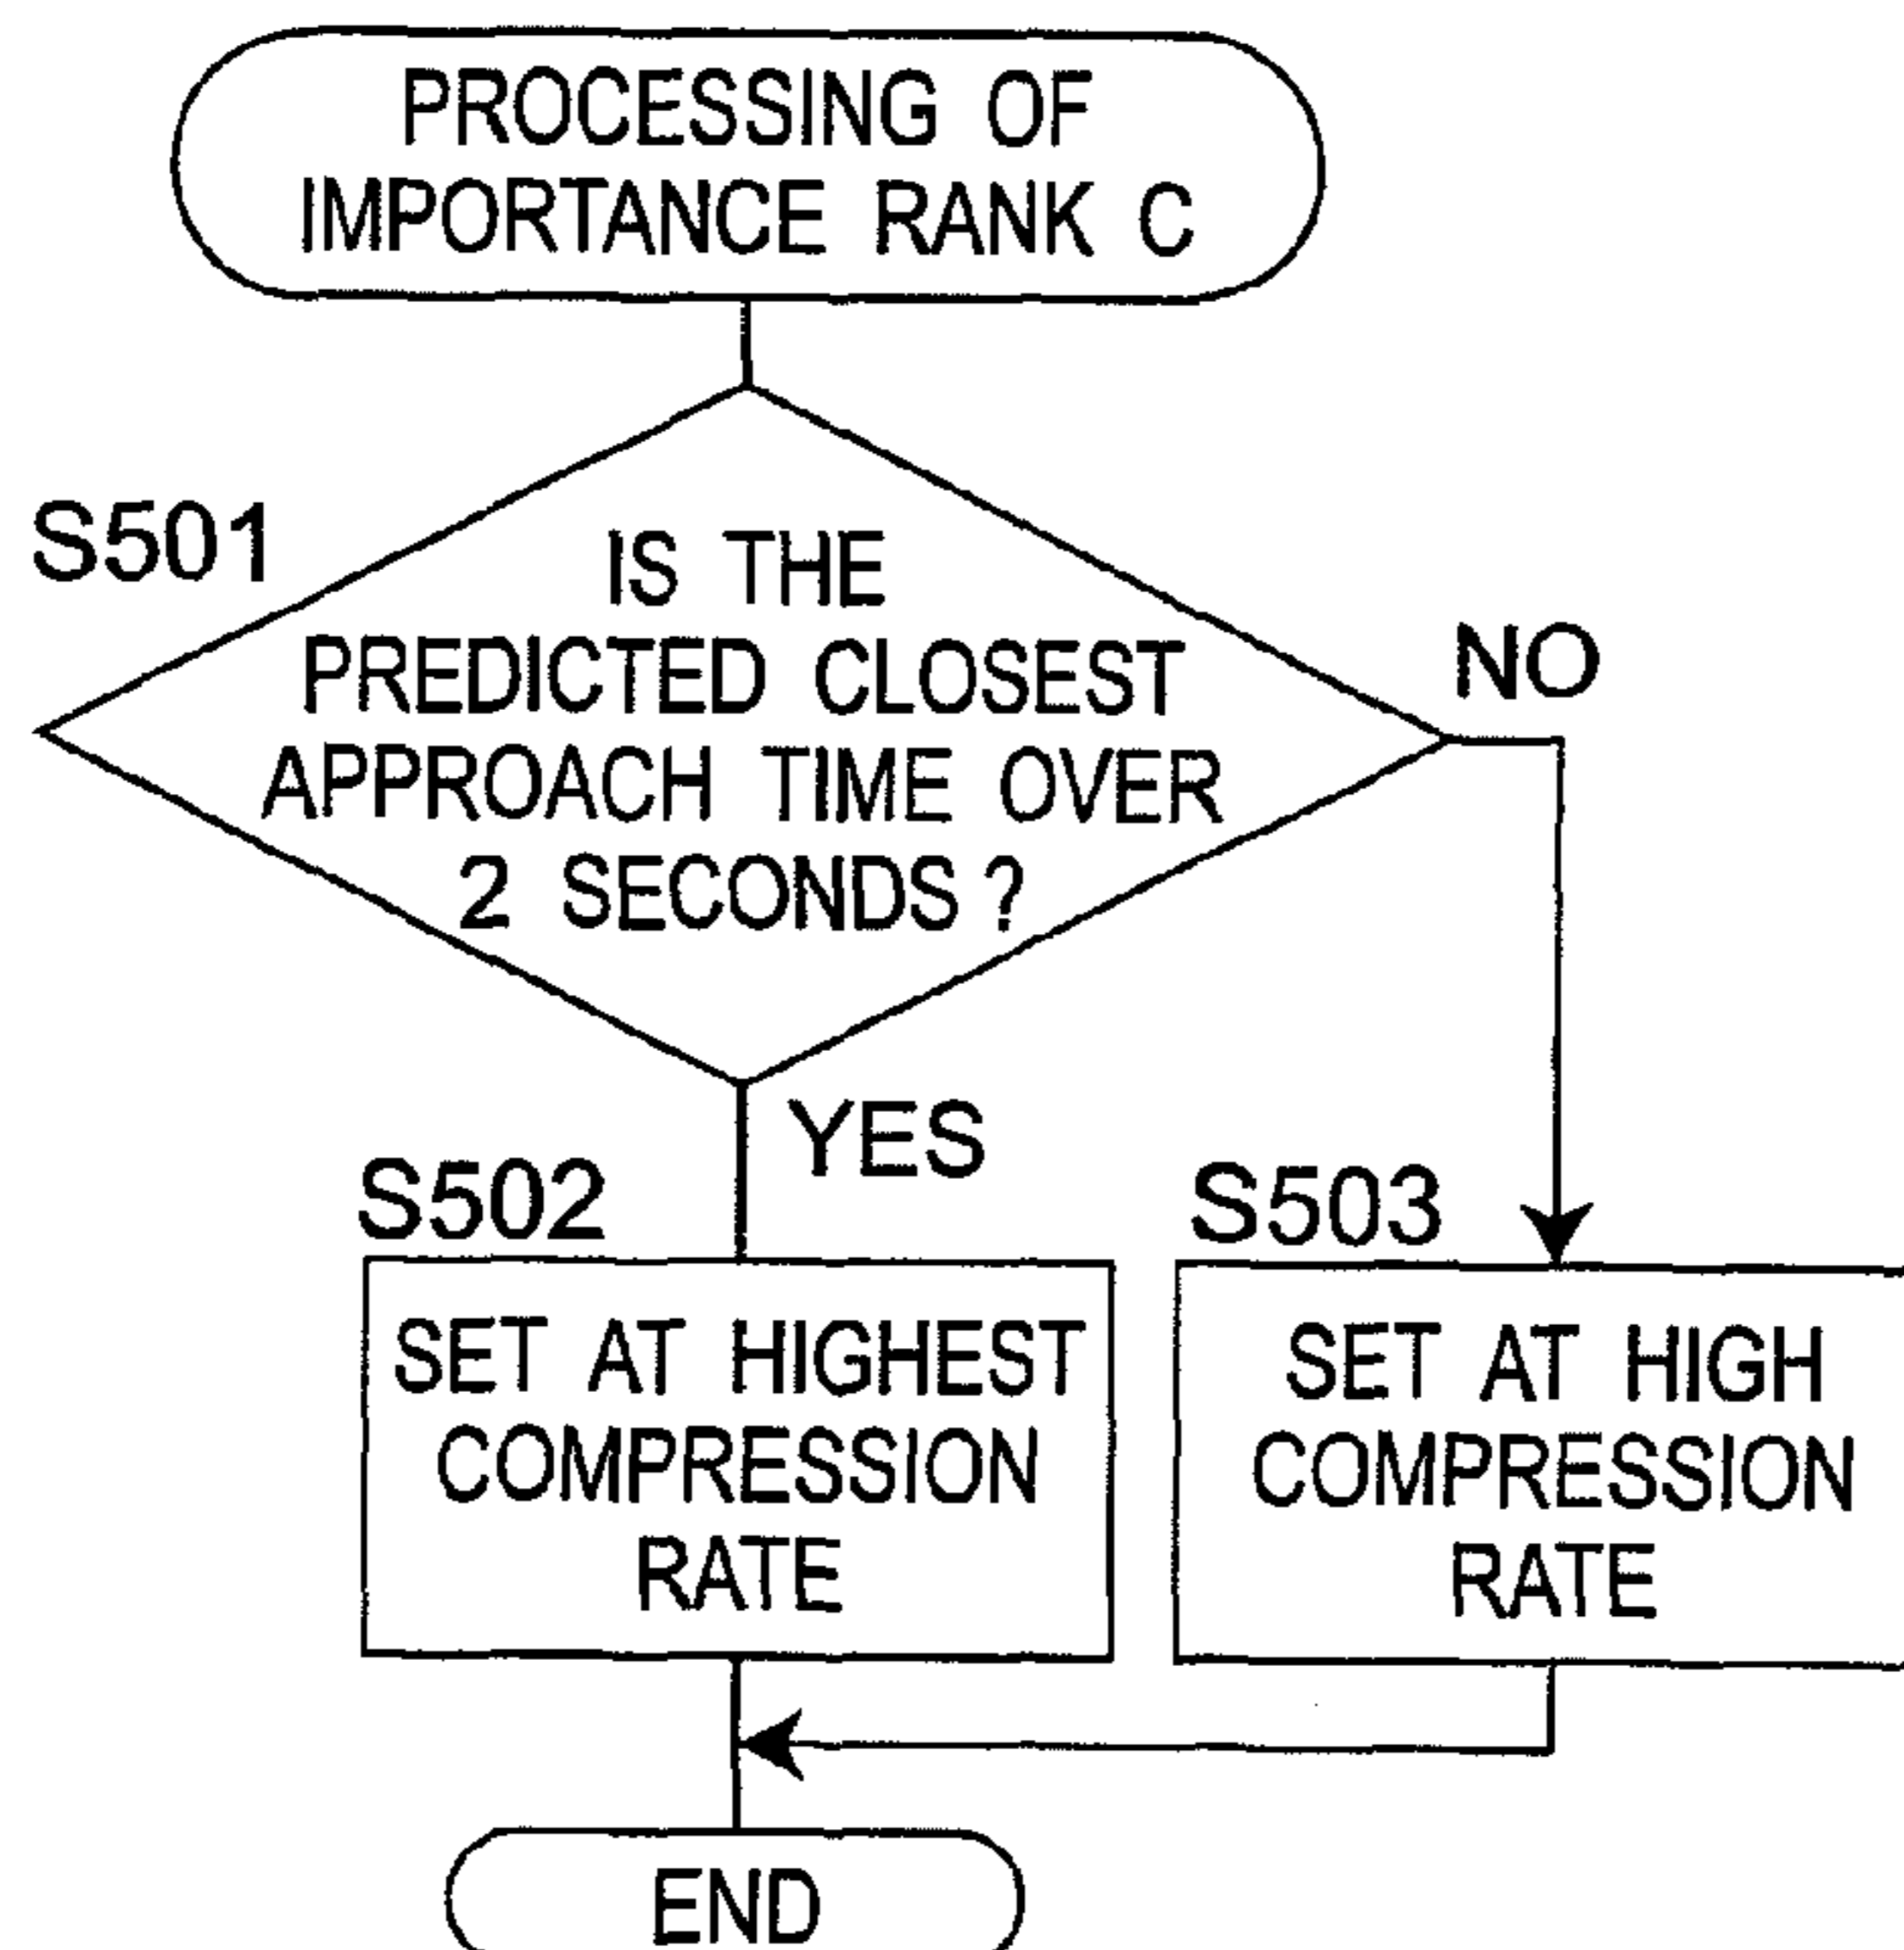 PROCESSING OF
IMPORTANCE RANK C
S501
IS THE
PREDICTED CLOSEST
APPROACH TIME OVER
2 SECONDS ?
NO
YES
S502
SET AT HIGHEST
COMPRESSION
RATE
S503
SET AT HIGH
COMPRESSION
RATE
END